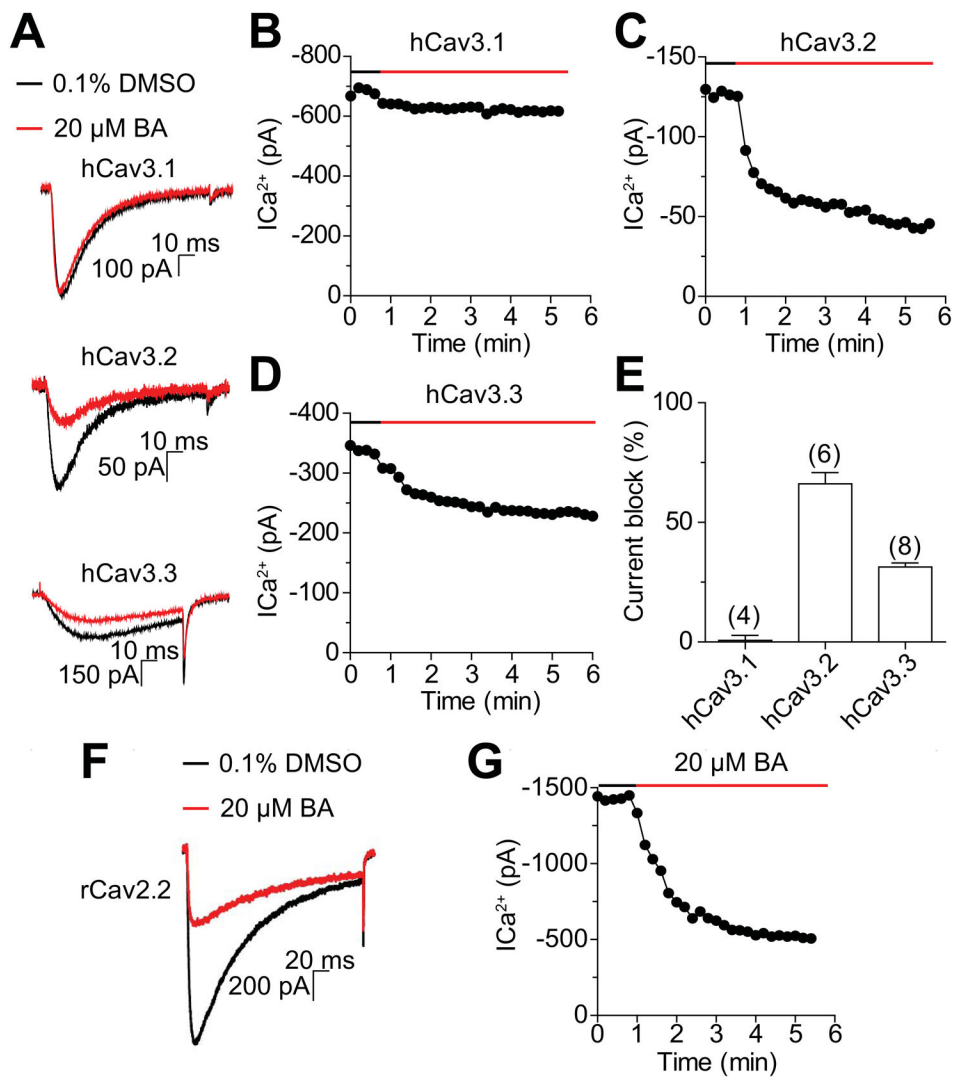 A
0.1% DMSO
20 µM BA
hCav3.1
10 ms
100 pA
hCav3.2
10 ms
50 pA
hCav3.3
10 ms
150 pA
B
hCav3.1
-800
-600
-400
-200
0
ICa²⁺ (pA)
0 1 2 3 4 5 6
Time (min)
C
hCav3.2
-150
-100
-50
0
ICa²⁺ (pA)
0 1 2 3 4 5 6
Time (min)
D
hCav3.3
-400
-300
-200
-100
0
ICa²⁺ (pA)
0 1 2 3 4 5 6
Time (min)
E
100
50
0
Current block (%)
(4)
(6)
(8)
hCav3.1
hCav3.2
hCav3.3
F
0.1% DMSO
20 µM BA
rCav2.2
20 ms
200 pA
G
20 µM BA
-1500
-1000
-500
0
ICa²⁺ (pA)
0 1 2 3 4 5 6
Time (min)